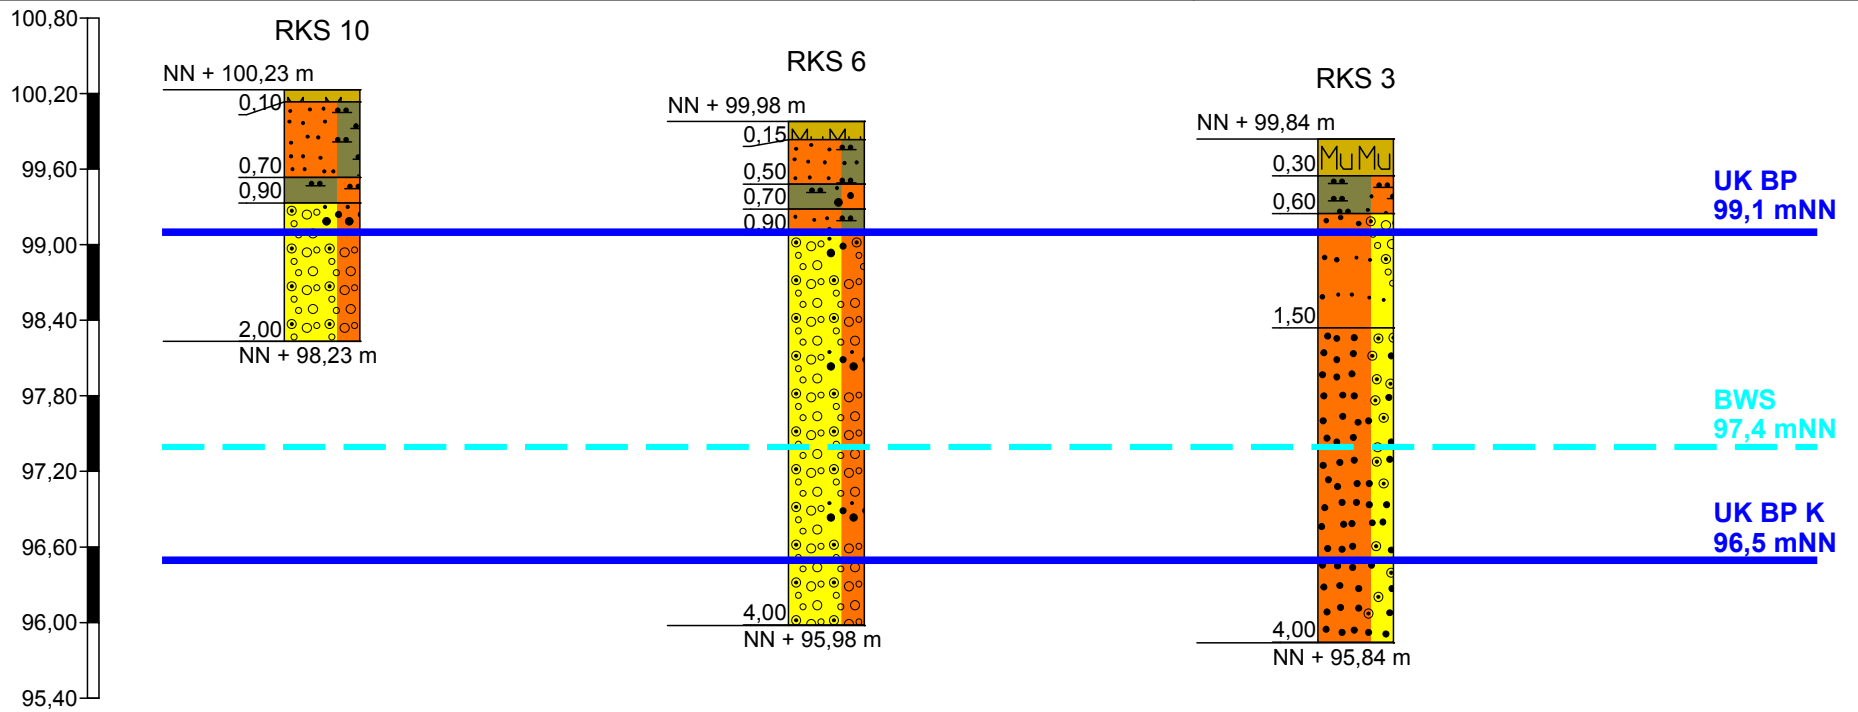 100,80
100,20
99,60
99,00
98,40
97,80
97,20
96,60
96,00
95,40
RKS 10
NN + 100,23 m
0,10
0,70
0,90
2,00
NN + 98,23 m
RKS 6
NN + 99,98 m
M M
0,15
0,50
0,70
0,90
4,00
NN + 95,98 m
RKS 3
NN + 99,84 m
Mu Mu
0,30
0,60
1,50
4,00
NN + 95,84 m
UK BP
99,1 mNN
BWS
97,4 mNN
UK BP K
96,5 mNN